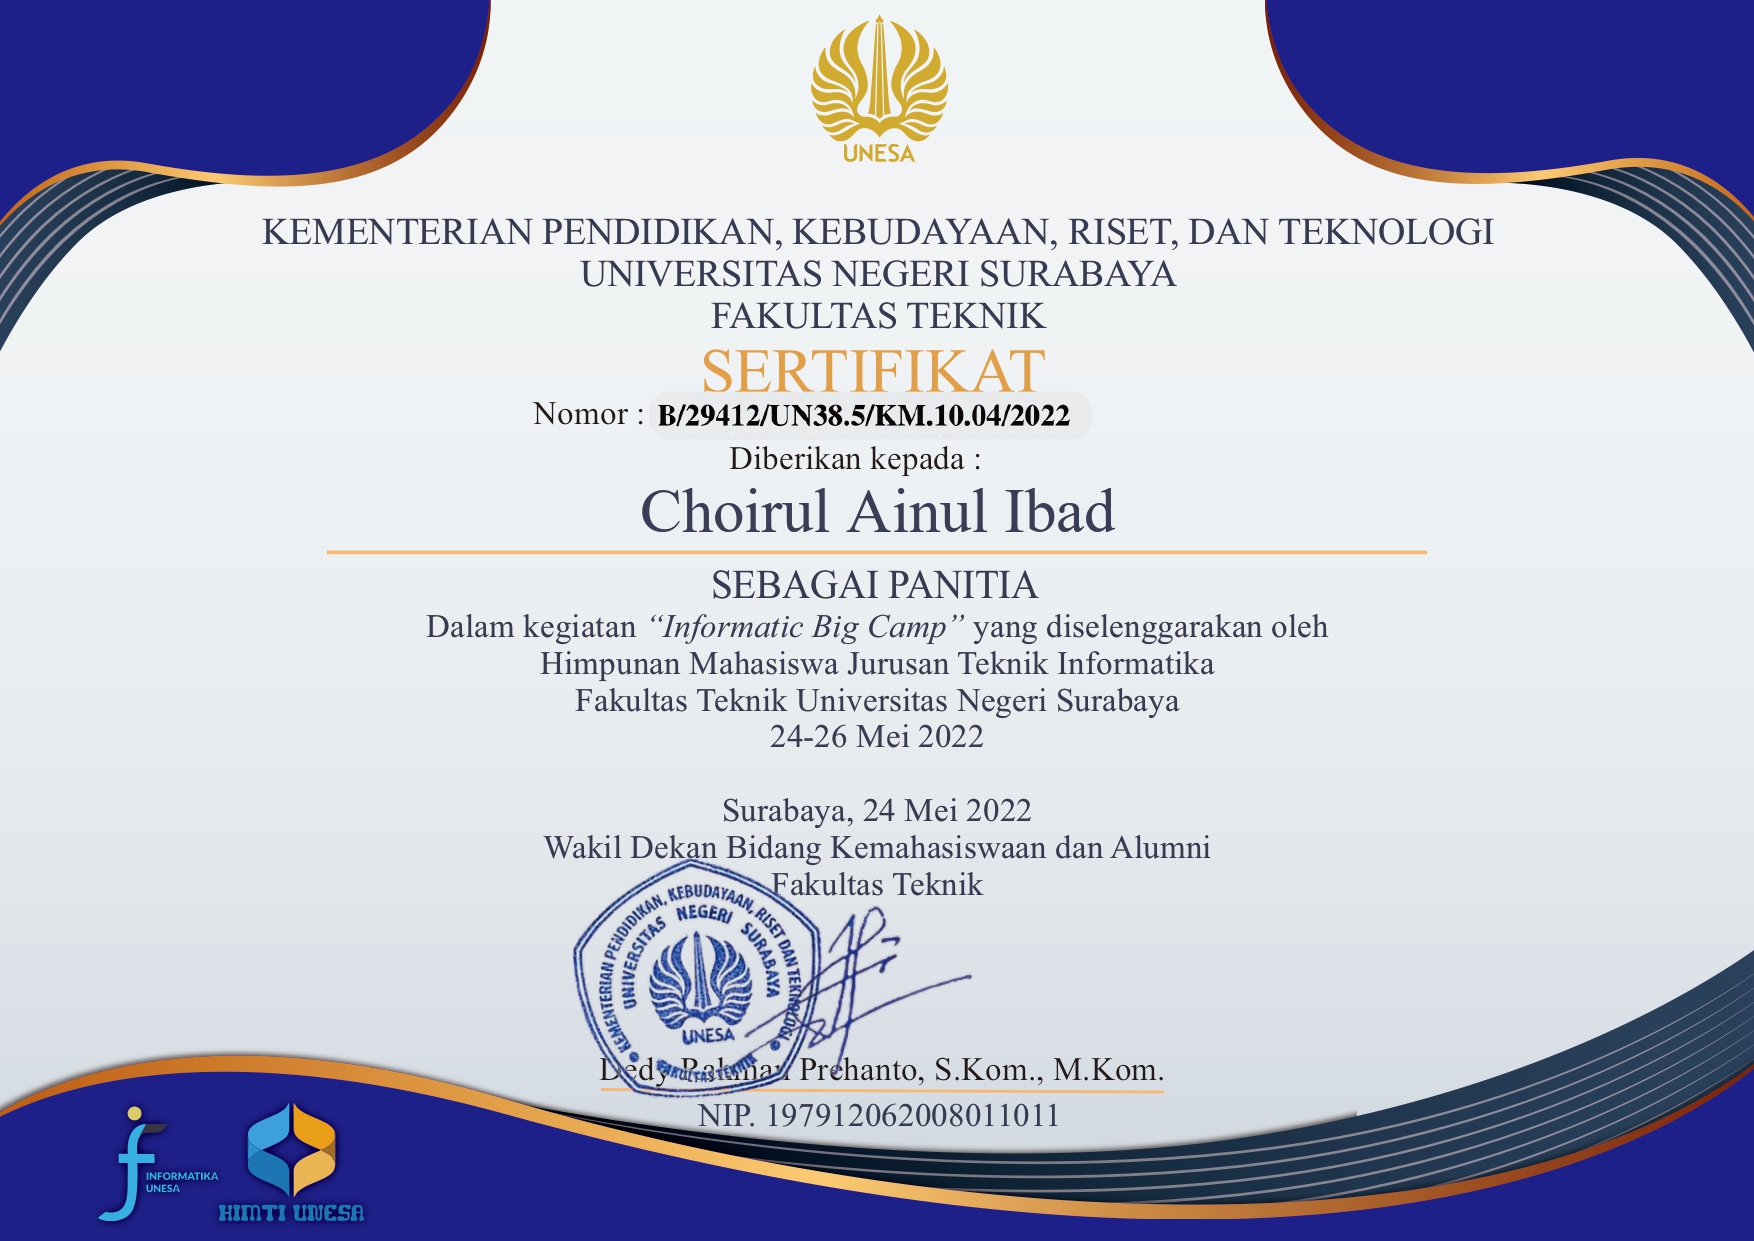 UNESA
KEMENTERIAN PENDIDIKAN, KEBUDAYAAN, RISET, DAN TEKNOLOGI
UNIVERSITAS NEGERI SURABAYA
FAKULTAS TEKNIK
SERTIFIKAT
Nomor : B/29412/UN38.5/KM.10.04/2022
Diberikan kepada :
Choirul Ainul Ibad
SEBAGAI PANITIA
Dalam kegiatan “Informatic Big Camp” yang diselenggarakan oleh
Himpunan Mahasiswa Jurusan Teknik Informatika
Fakultas Teknik Universitas Negeri Surabaya
24-26 Mei 2022
Surabaya, 24 Mei 2022
Wakil Dekan Bidang Kemahasiswaan dan Alumni
Fakultas Teknik
KEMENTERIAN PENDIDIKAN, KEBUDAYAAN, RISET DAN TEKNOLOGI
UNIVERSITAS NEGERI SURABAYA
UNESA
FAKULTAS TEKNIK
Dedy Rahman Prehanto, S.Kom., M.Kom.
NIP. 197912062008011011
INFORMATIKA
UNESA
HIMTI UNESA